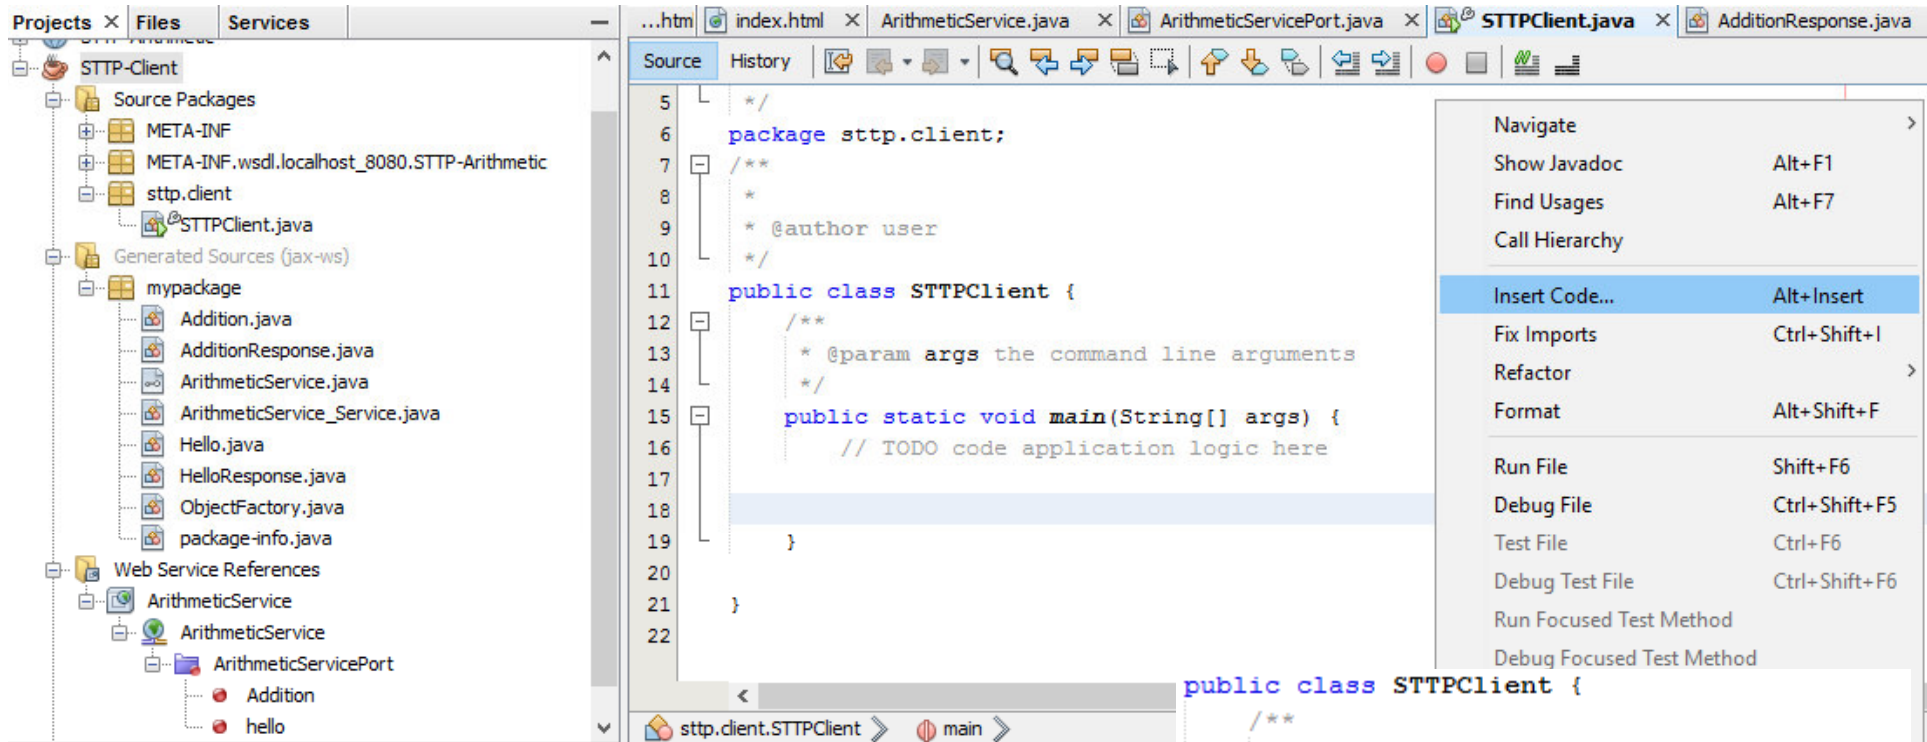 Projects
Files
Services
STTP-Client
Source Packages
META-INF
META-INF.wsdl.localhost_8080.STTP-Arithmetic
sttp.client
STTPClient.java
Generated Sources (jax-ws)
mypackage
Addition.java
AdditionResponse.java
ArithmeticService.java
ArithmeticService_Service.java
Hello.java
HelloResponse.java
ObjectFactory.java
package-info.java
Web Service References
ArithmeticService
ArithmeticService
ArithmeticServicePort
Addition
hello
...htm
index.html
ArithmeticService.java
ArithmeticServicePort.java
STTPClient.java
AdditionResponse.java
Source
History
5 */
6 package sttp.client;
7 /**
8 *
9 * @author user
10 */
11 public class STTPClient {
12 /**
13 * @param args the command line arguments
14 */
15 public static void main(String[] args) {
16 // TODO code application logic here
17
18
19 }
20
21 }
22
sttp.client.STTPClient
main
Navigate
Show Javadoc Alt+F1
Find Usages Alt+F7
Call Hierarchy
Insert Code... Alt+Insert
Fix Imports Ctrl+Shift+I
Refactor
Format Alt+Shift+F
Run File Shift+F6
Debug File Ctrl+Shift+F5
Test File Ctrl+F6
Debug Test File Ctrl+Shift+F6
Run Focused Test Method
Debug Focused Test Method
public class STTPClient {
/**